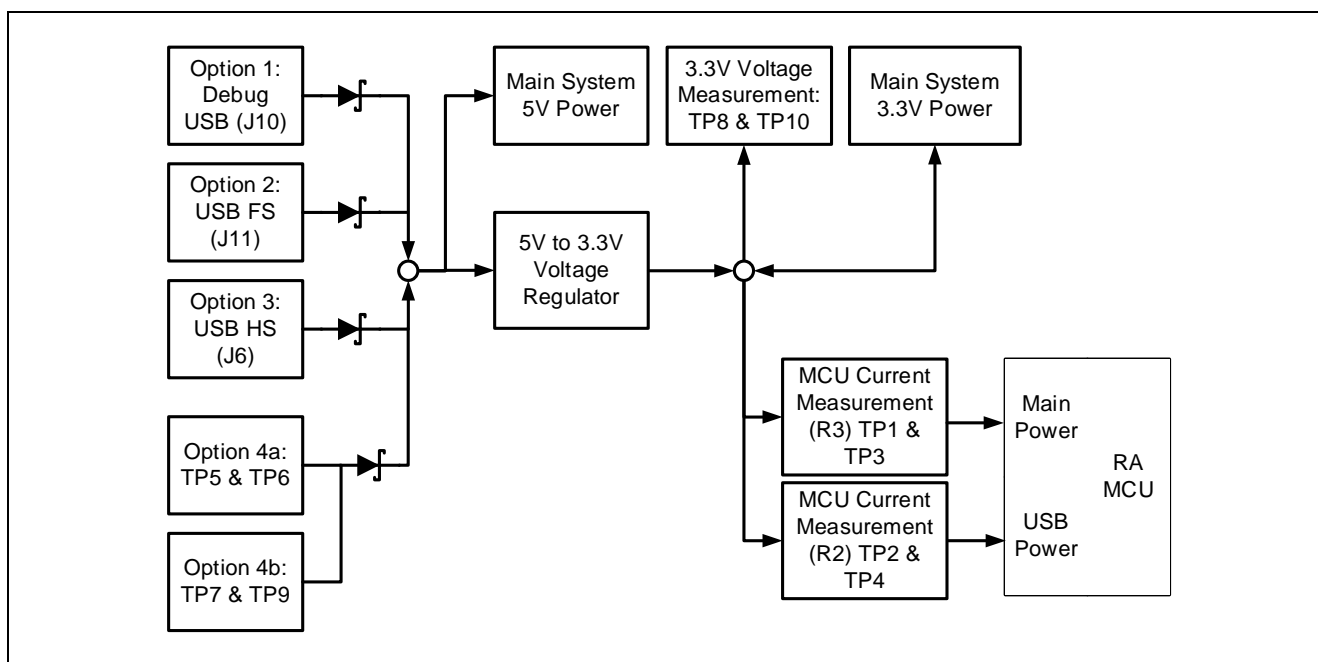 Option 1:
Debug
USB (J10)
Main System
5V Power
3.3V Voltage
Measurement:
TP8 & TP10
Main System
3.3V Power
Option 2:
USB FS
(J11)
5V to 3.3V
Voltage
Regulator
Option 3:
USB HS
(J6)
MCU Current
Measurement
(R3) TP1 &
TP3
Main
Power
RA
MCU
Option 4a:
TP5 & TP6
MCU Current
Measurement
(R2) TP2 &
TP4
USB
Power
Option 4b:
TP7 & TP9